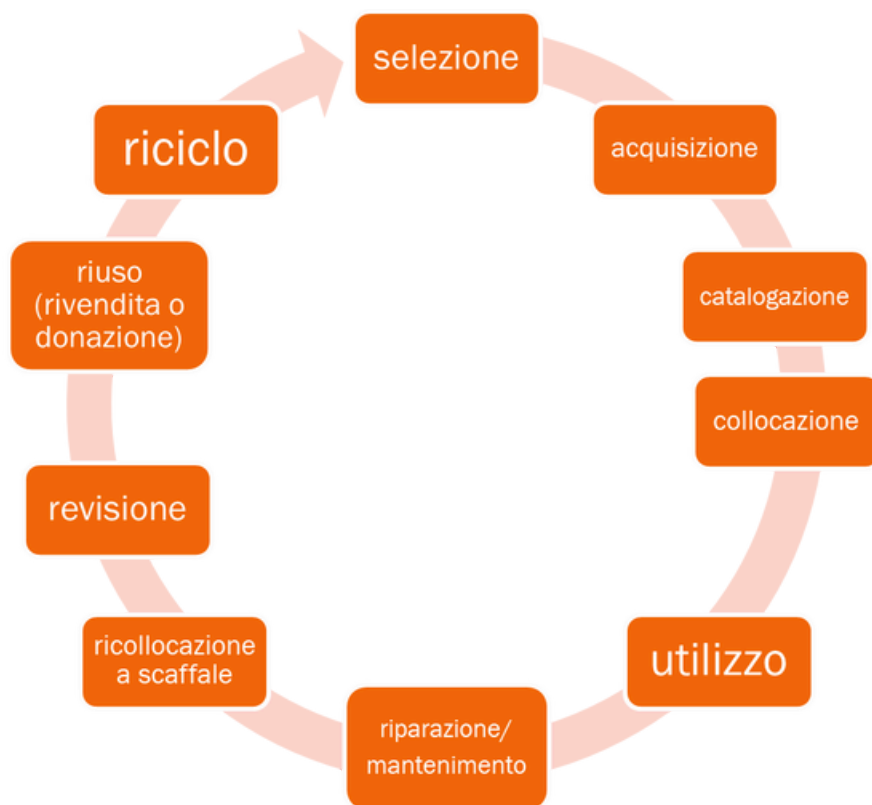 selezione
acquisizione
catalogazione
collocazione
utilizzo
riparazione/
mantenimento
ricollocazione
a scaffale
revisione
riuso
(rivendita o
donazione)
riciclo